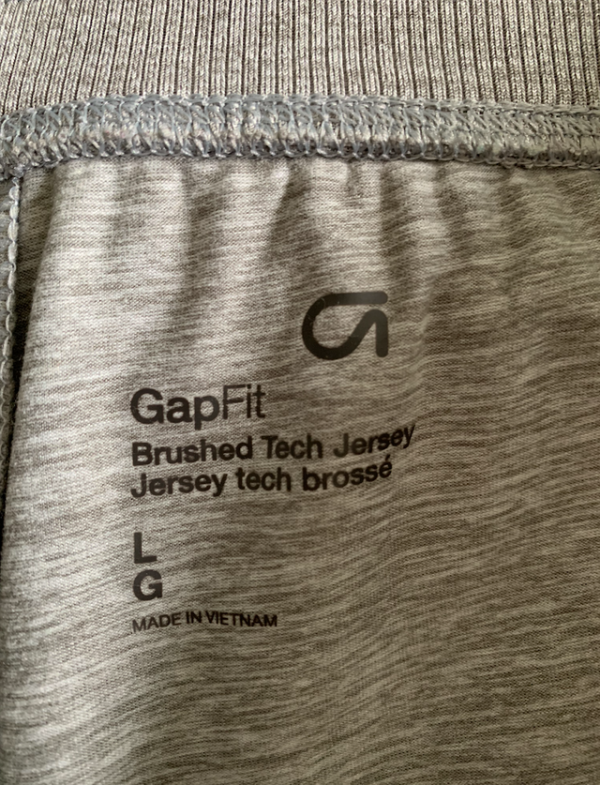 GapFit
Brushed Tech Jersey
Jersey tech brossé
L
G
MADE IN VIETNAM